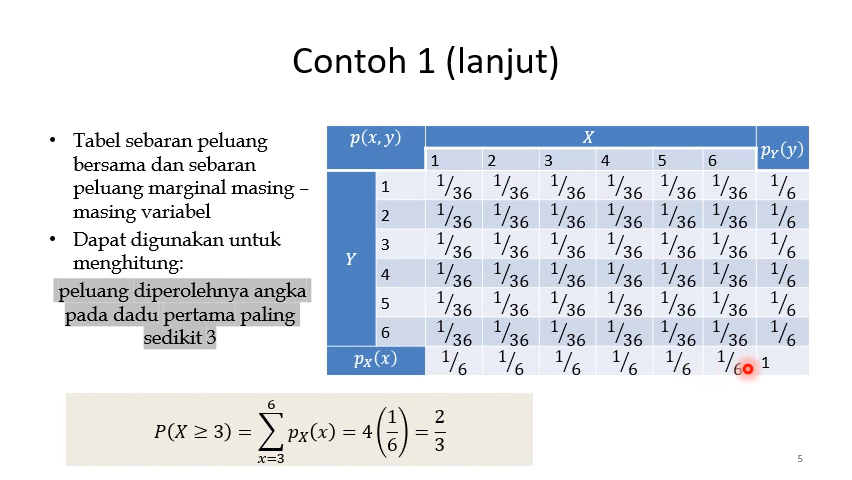 Contoh 1 (lanjut)
• Tabel sebaran peluang
bersama dan sebaran
peluang marginal masing –
masing variabel
• Dapat digunakan untuk
menghitung:
peluang diperolehnya angka
pada dadu pertama paling
sedikit 3
p(x, y) X p_Y(y)
1 2 3 4 5 6
Y
1 1/36 1/36 1/36 1/36 1/36 1/36 1/6
2 1/36 1/36 1/36 1/36 1/36 1/36 1/6
3 1/36 1/36 1/36 1/36 1/36 1/36 1/6
4 1/36 1/36 1/36 1/36 1/36 1/36 1/6
5 1/36 1/36 1/36 1/36 1/36 1/36 1/6
6 1/36 1/36 1/36 1/36 1/36 1/36 1/6
p_X(x) 1/6 1/6 1/6 1/6 1/6 1/6 1
P(X ≥ 3) = ∑_{x=3}^{6} p_X(x) = 4(1/6) = 2/3
5